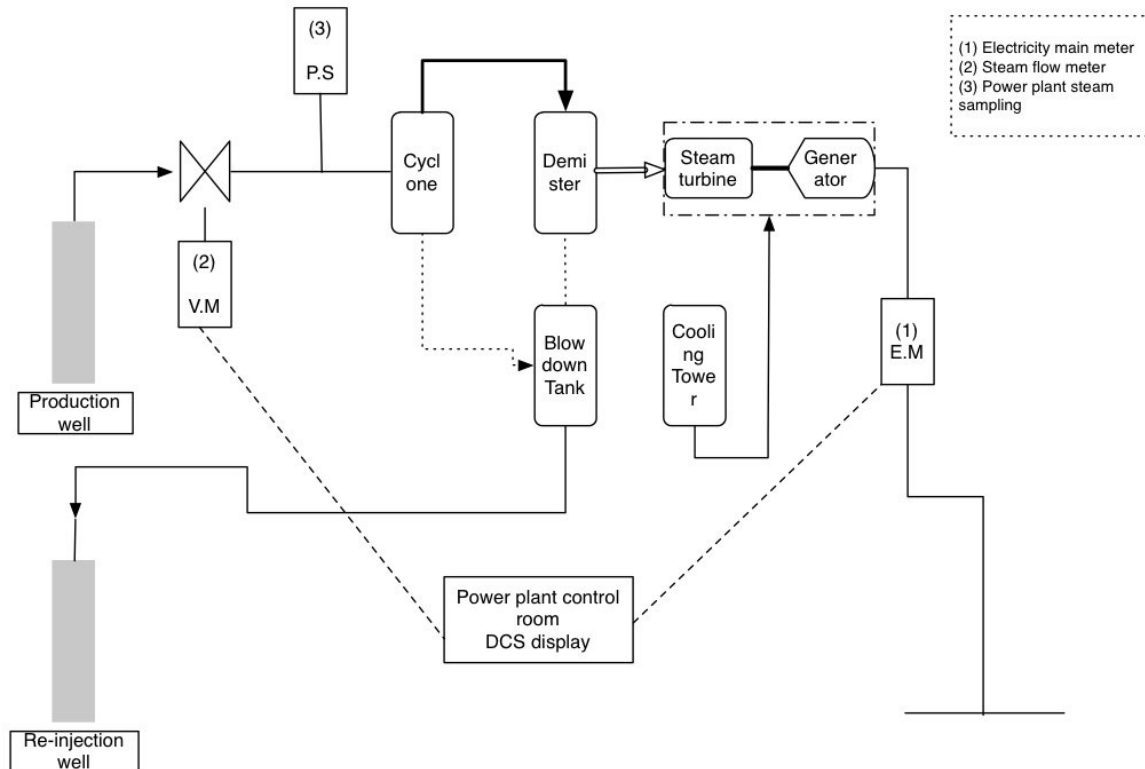 (3)
P.S
(1) Electricity main meter
(2) Steam flow meter
(3) Power plant steam
sampling
Cycl
one
Demi
ster
Steam
turbine
Gener
ator
(2)
V.M
Blow
down
Tank
Cooli
ng
Towe
r
(1)
E.M
Production
well
Power plant control
room
DCS display
Re-injection
well